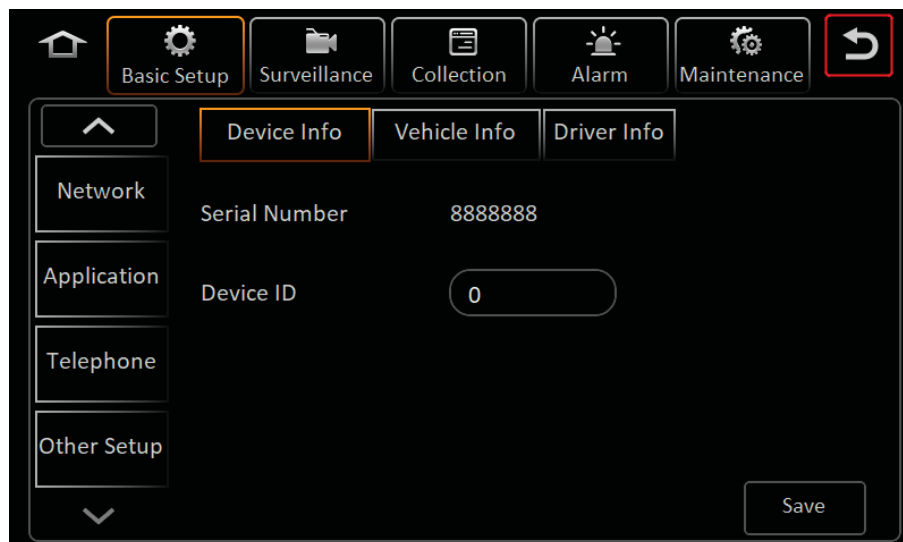 Basic Setup
Surveillance
Collection
Alarm
Maintenance
Device Info
Vehicle Info
Driver Info
Network
Serial Number 8888888
Application
Device ID 0
Telephone
Other Setup
Save